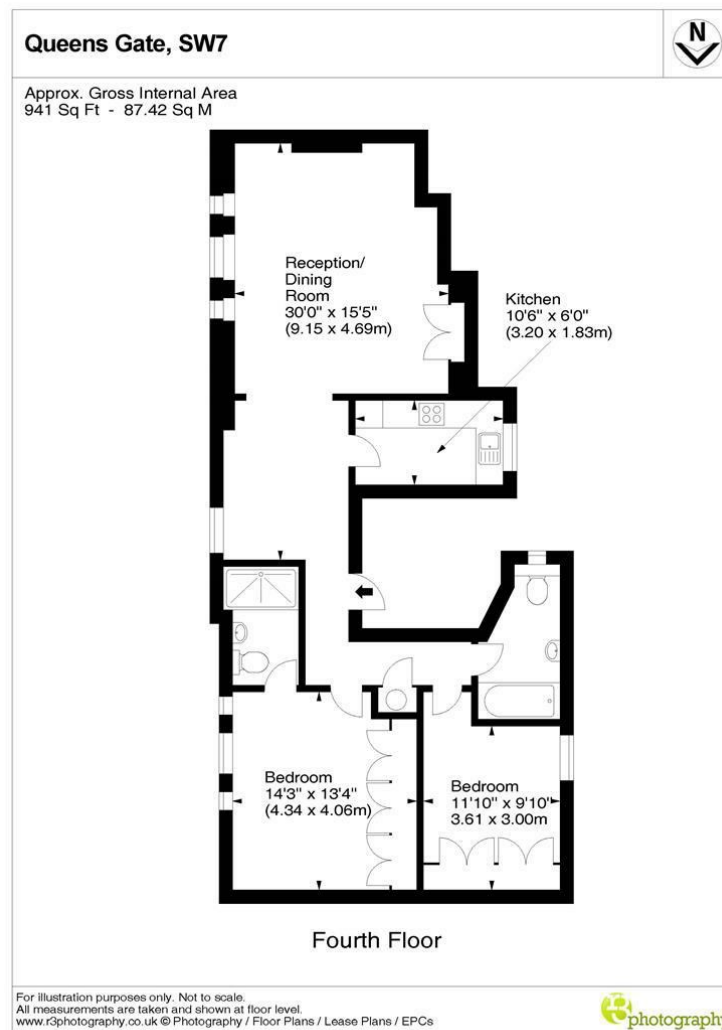 Queens Gate, SW7
N
Approx. Gross Internal Area
941 Sq Ft - 87.42 Sq M
Reception/
Dining
Room
30'0" x 15'5"
(9.15 x 4.69m)
Kitchen
10'6" x 6'0"
(3.20 x 1.83m)
Bedroom
14'3" x 13'4"
(4.34 x 4.06m)
Bedroom
11'10" x 9'10'
3.61 x 3.00m
Fourth Floor
For illustration purposes only. Not to scale.
All measurements are taken and shown at floor level.
www.r3photography.co.uk © Photography / Floor Plans / Lease Plans / EPCs
photography